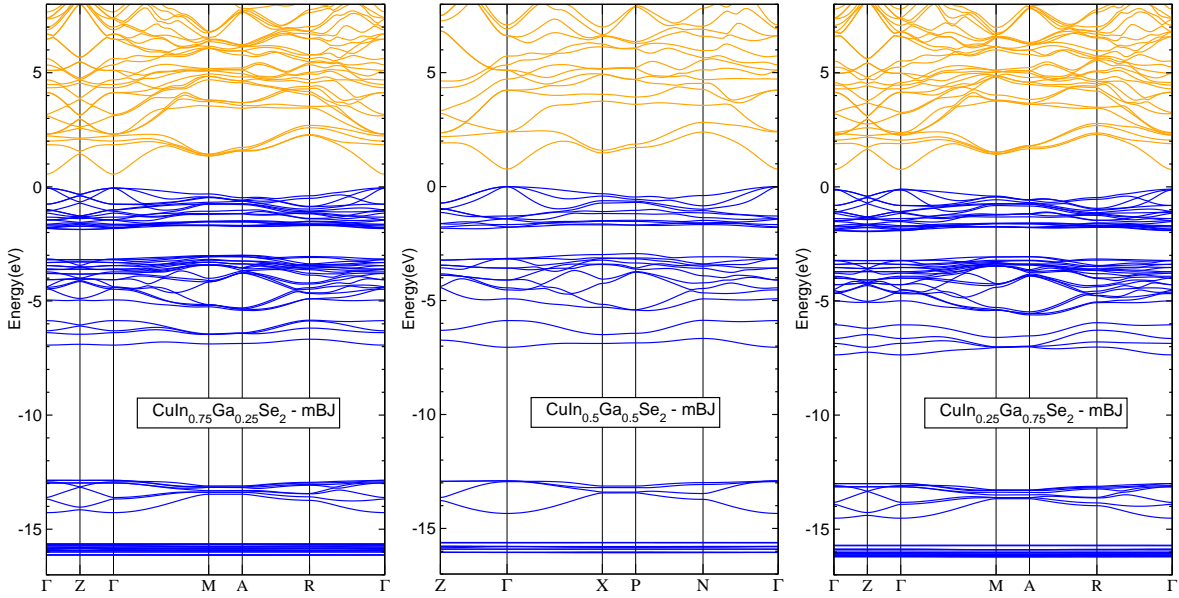 Energy(eV)
5
0
-5
-10
-15
CuIn0.75Ga0.25Se2 - mBJ
Γ Z Γ M A R Γ
Energy(eV)
5
0
-5
-10
-15
CuIn0.5Ga0.5Se2 - mBJ
Z Γ X P N Γ
Energy(eV)
5
0
-5
-10
-15
CuIn0.25Ga0.75Se2 - mBJ
Γ Z Γ M A R Γ